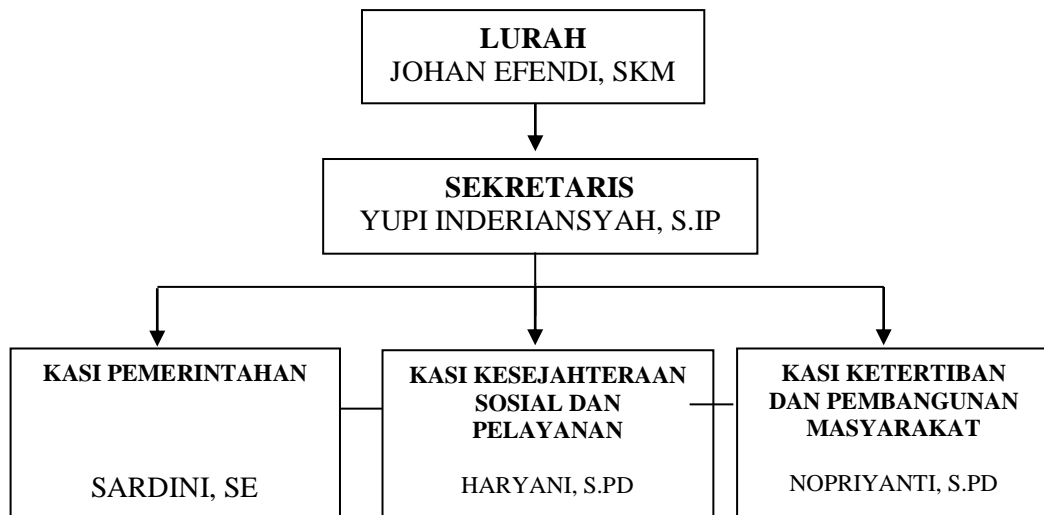 LURAH
JOHAN EFENDI, SKM
SEKRETARIS
YUPI INDERIANSYAH, S.IP
KASI PEMERINTAHAN
SARDINI, SE
KASI KESEJAHTERAAN
SOSIAL DAN
PELAYANAN
HARYANI, S.PD
KASI KETERTIBAN
DAN PEMBANGUNAN
MASYARAKAT
NOPRIYANTI, S.PD